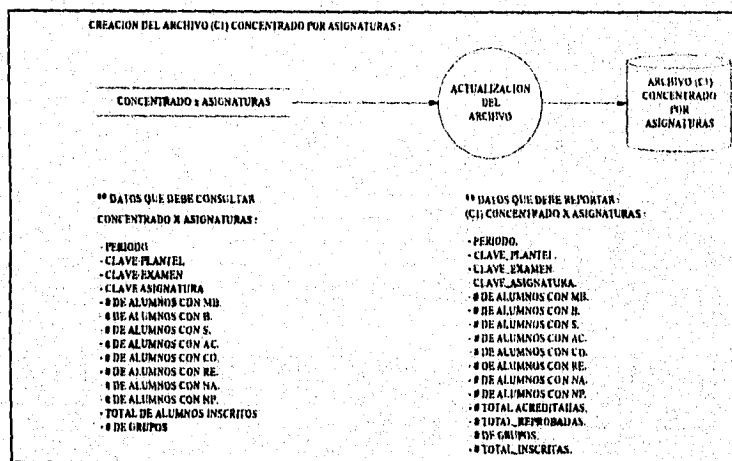 CREACION DEL ARCHIVO (C1) CONCENTRADO POR ASIGNATURAS :
CONCENTRADO x ASIGNATURAS
ACTUALIZACION
DEL
ARCHIVO
ARCHIVO (C1)
CONCENTRADO
POR
ASIGNATURAS
** DATOS QUE DEBE CONSULTAR
CONCENTRADO X ASIGNATURAS :
- PERIODO
- CLAVE PLANTEL
- CLAVE EXAMEN
- CLAVE ASIGNATURA
- # DE ALUMNOS CON MB.
- # DE ALUMNOS CON B.
- # DE ALUMNOS CON S.
- # DE ALUMNOS CON AC.
- # DE ALUMNOS CON CO.
- # DE ALUMNOS CON RE.
# DE ALUMNOS CON NA.
- # DE ALUMNOS CON NP.
- TOTAL DE ALUMNOS INSCRITOS
- # DE GRUPOS
** DATOS QUE DEBE REPORTAR :
(C1) CONCENTRADO X ASIGNATURAS :
- PERIODO.
- CLAVE_PLANTEL.
- CLAVE_EXAMEN
CLAVE_ASIGNATURA.
- # DE ALUMNOS CON MB.
- # DE ALUMNOS CON B.
- # DE ALUMNOS CON S.
- # DE ALUMNOS CON AC.
- # DE ALUMNOS CON CO.
- # DE ALUMNOS CON RE.
- # DE ALUMNOS CON NA.
- # DE ALUMNOS CON NP.
- # TOTAL ACREDITADAS.
- # TOTAL_REPROBADAS.
- # DE GRUPOS.
- # TOTAL_INSCRITAS.